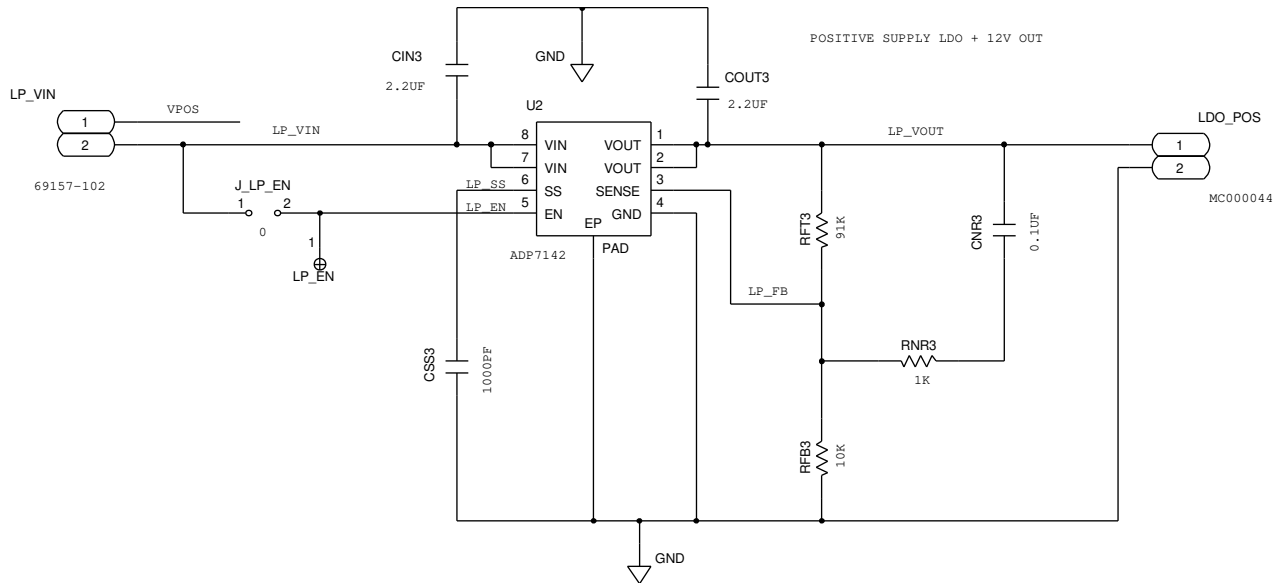 POSITIVE SUPPLY LDO + 12V OUT
CIN3
2.2UF
GND
COUT3
2.2UF
LP_VIN
1
2
69157-102
VPOS
LP_VIN
U2
8 VIN VOUT 1
7 VIN VOUT 2
6 SS SENSE 3
5 EN GND 4
EP
PAD
ADP7142
LP_SS
LP_EN
J_LP_EN
1 2
0
1
LP_EN
LP_VOUT
LDO_POS
1
2
MC000044
RFT3
91K
CNR3
0.1UF
LP_FB
RNR3
1K
CSS3
1000PF
RFB3
10K
GND